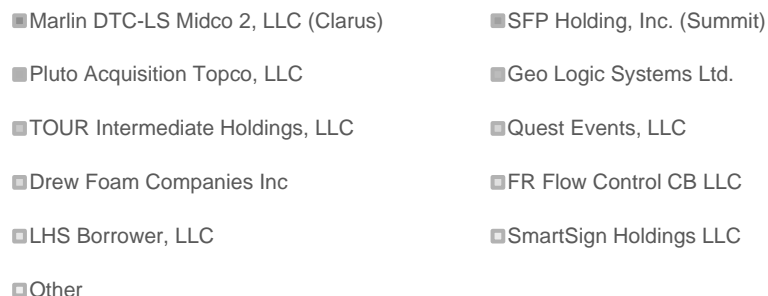 Marlin DTC-LS Midco 2, LLC (Clarus)
SFP Holding, Inc. (Summit)
Pluto Acquisition Topco, LLC
Geo Logic Systems Ltd.
TOUR Intermediate Holdings, LLC
Quest Events, LLC
Drew Foam Companies Inc
FR Flow Control CB LLC
LHS Borrower, LLC
SmartSign Holdings LLC
Other